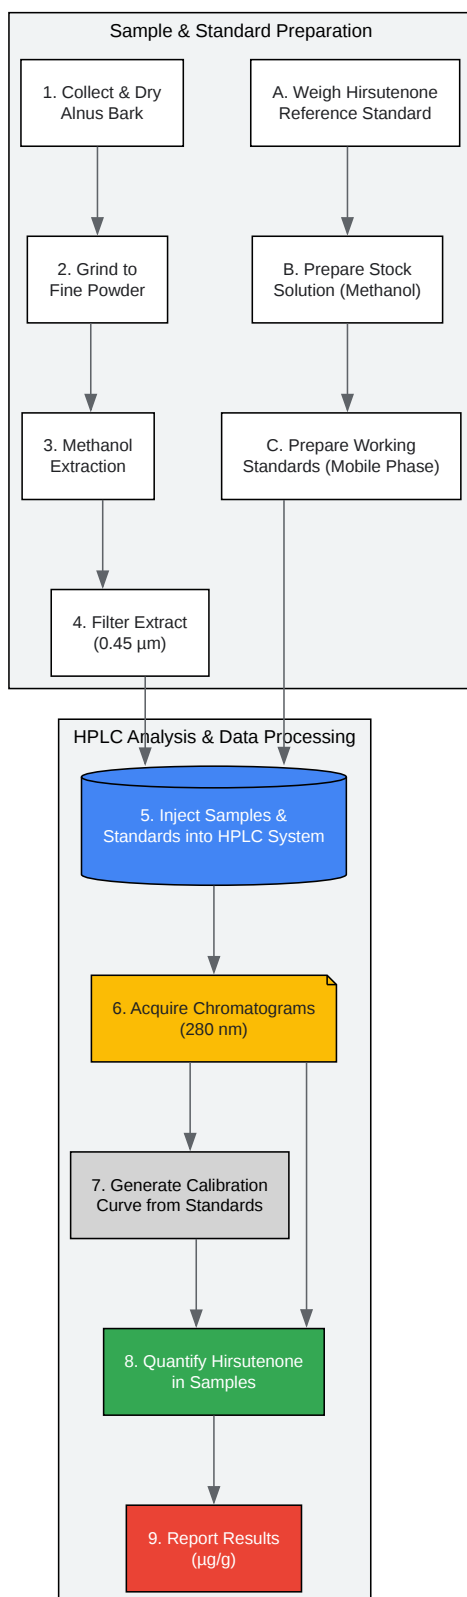 Sample & Standard Preparation
1. Collect & Dry
Alnus Bark
A. Weigh Hirsutenone
Reference Standard
2. Grind to
Fine Powder
B. Prepare Stock
Solution (Methanol)
3. Methanol
Extraction
C. Prepare Working
Standards (Mobile Phase)
4. Filter Extract
(0.45 µm)
HPLC Analysis & Data Processing
5. Inject Samples &
Standards into HPLC System
6. Acquire Chromatograms
(280 nm)
7. Generate Calibration
Curve from Standards
8. Quantify Hirsutenone
in Samples
9. Report Results
(µg/g)